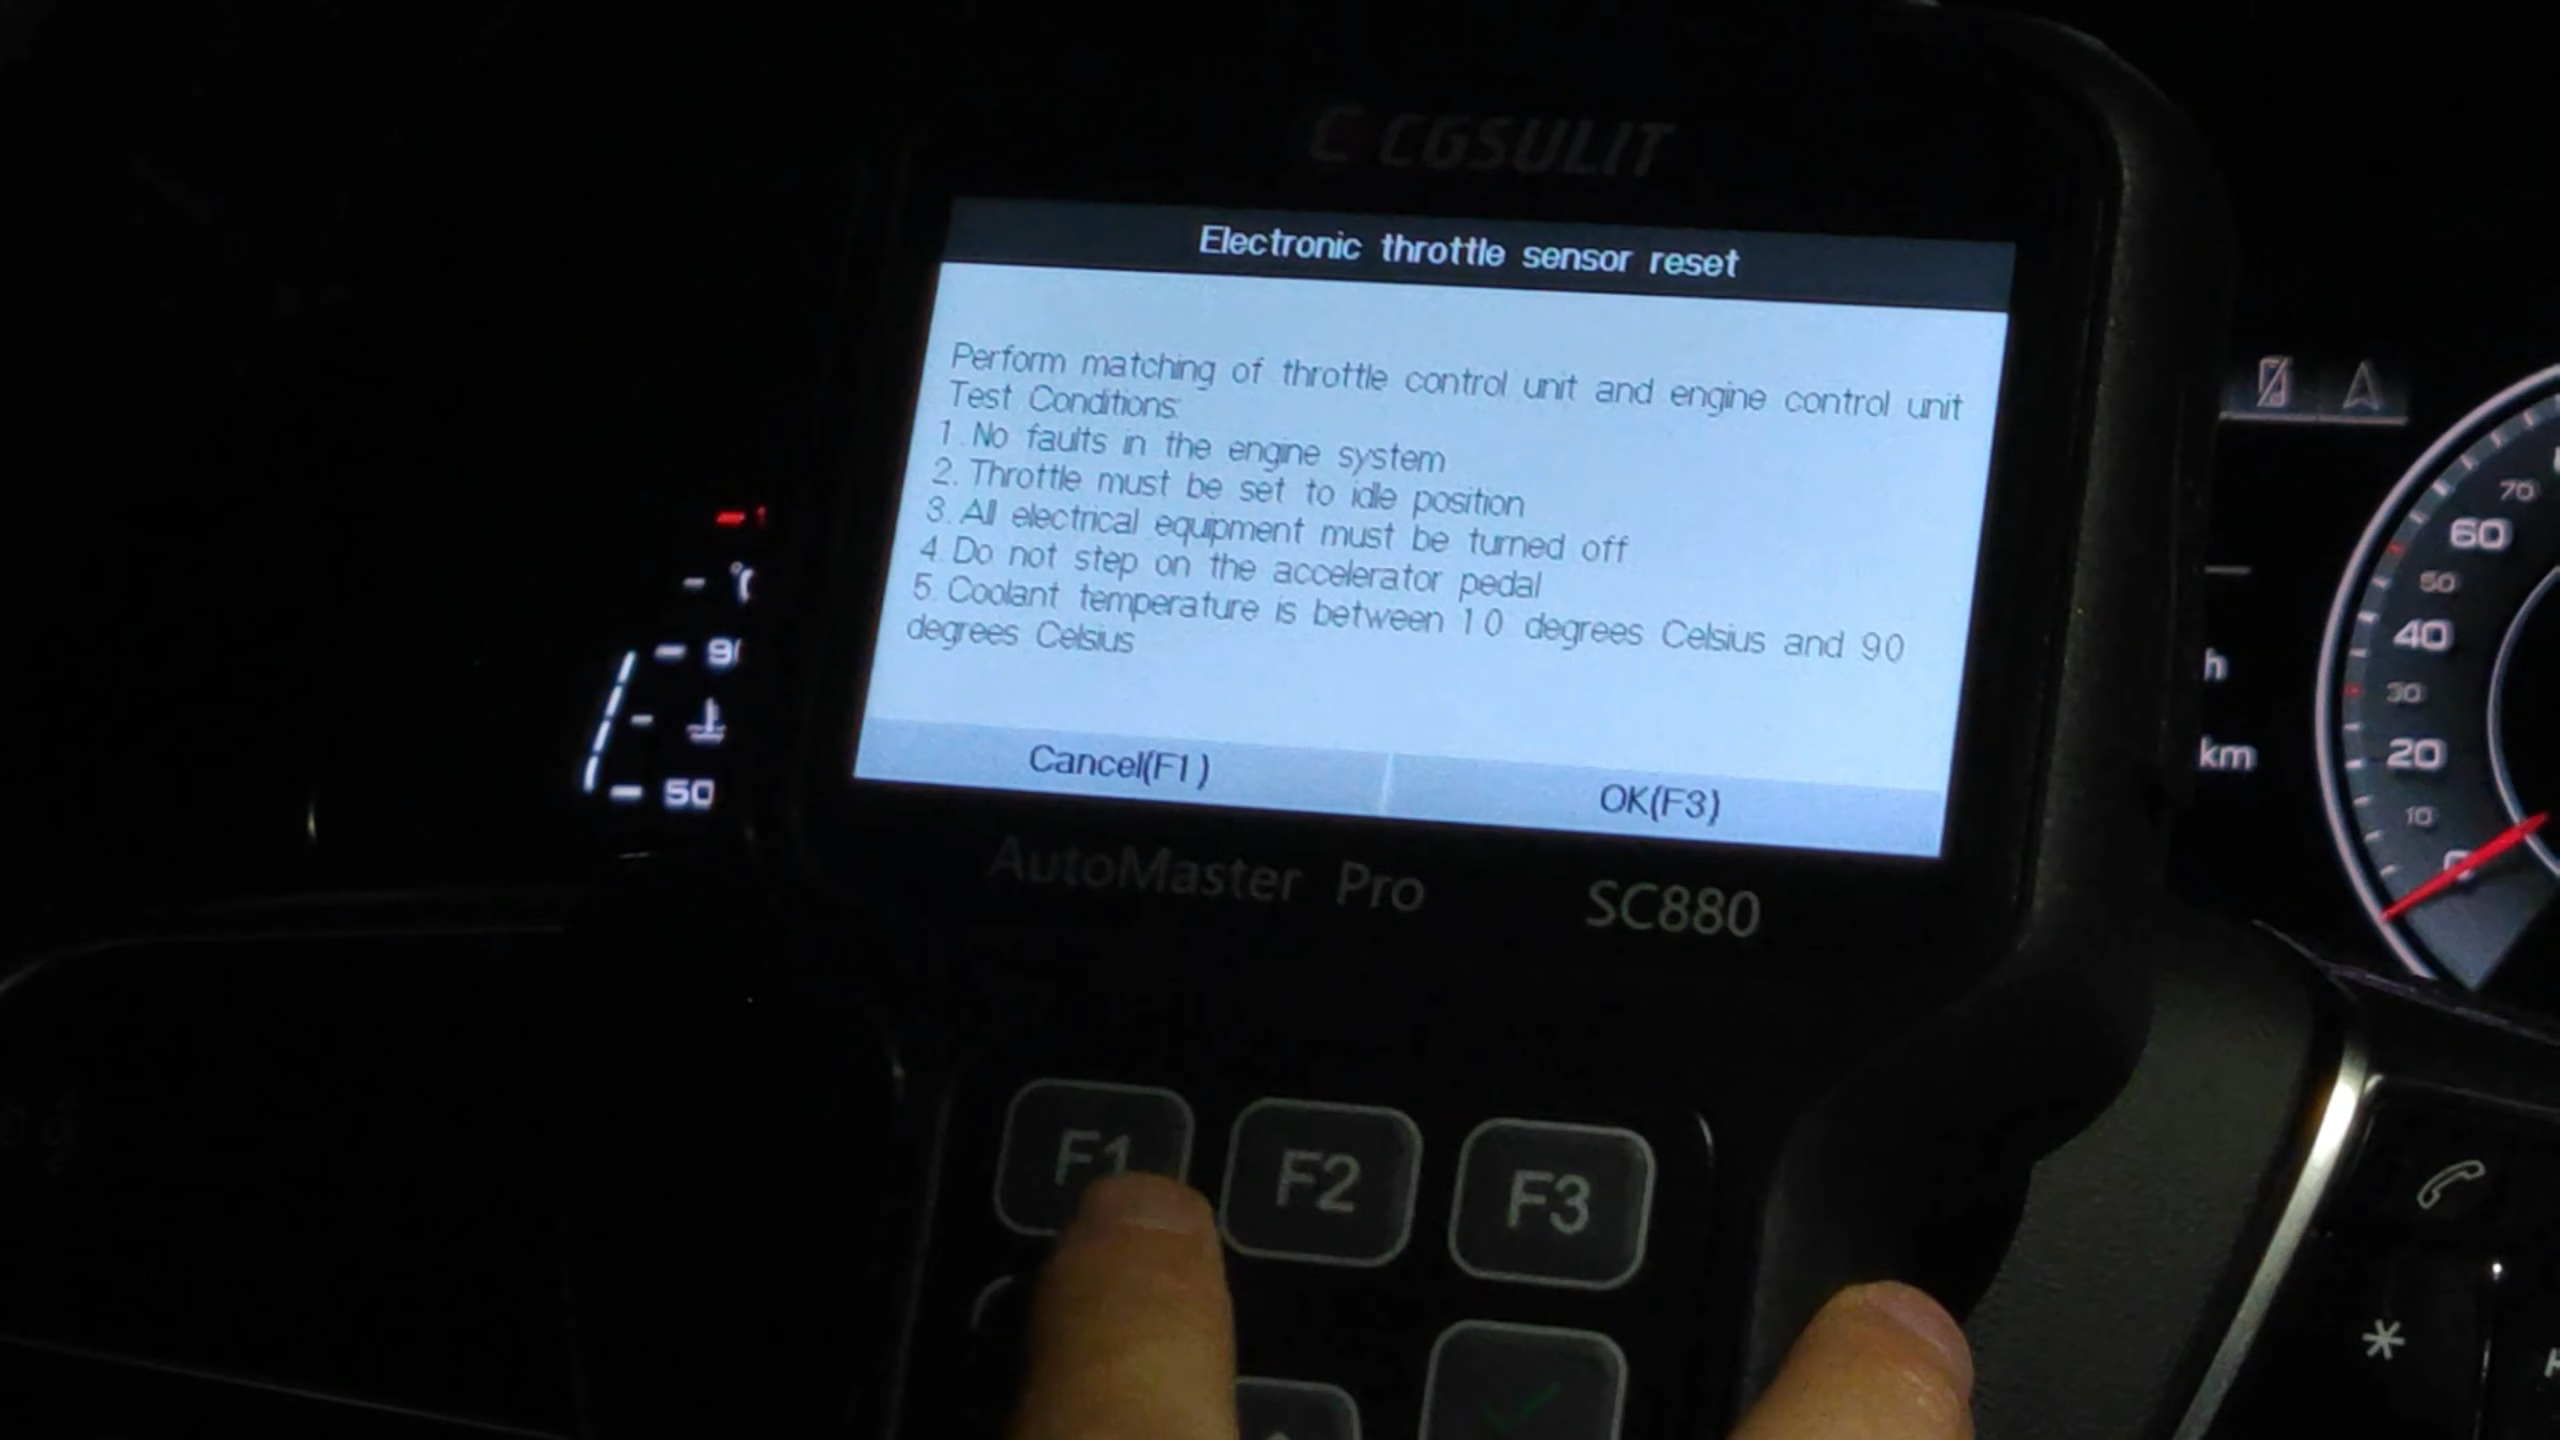 CGSULIT
Electronic throttle sensor reset
Perform matching of throttle control unit and engine control unit
Test Conditions:
1.No faults in the engine system
2.Throttle must be set to idle position
3.All electrical equipment must be turned off
4.Do not step on the accelerator pedal
5.Coolant temperature is between 10 degrees Celsius and 90
degrees Celsius
Cancel(F1)
OK(F3)
AutoMaster Pro SC880
F1
F2
F3
50
h
km
70
60
50
40
30
20
10